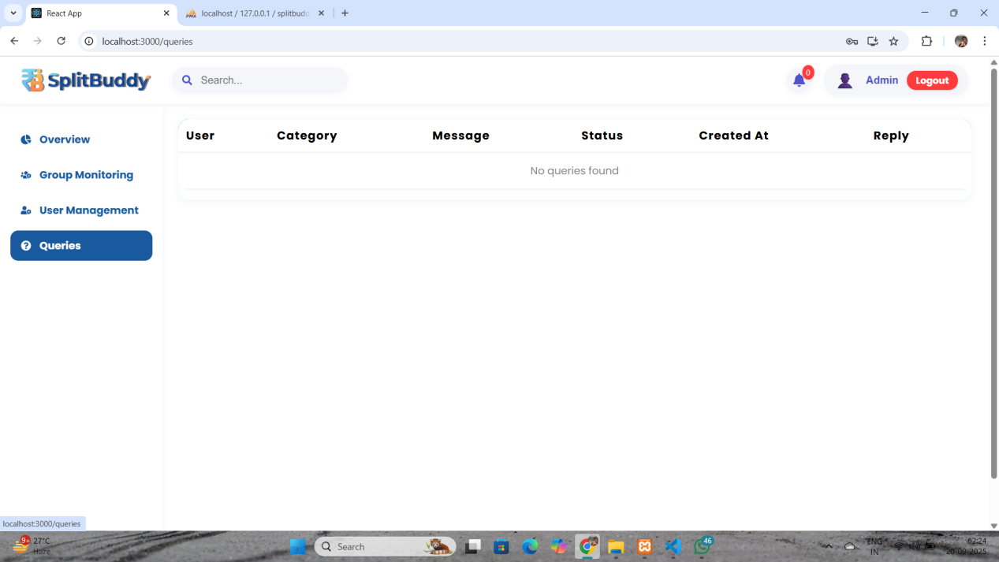 React App
localhost / 127.0.0.1 / splitbudd
localhost:3000/queries
SplitBuddy
Search...
0
Admin
Logout
Overview
Group Monitoring
User Management
Queries
User Category Message Status Created At Reply
No queries found
localhost:3000/queries
9+
27°C
Haze
Search
46
ENG
IN
02:24
20-09-2025